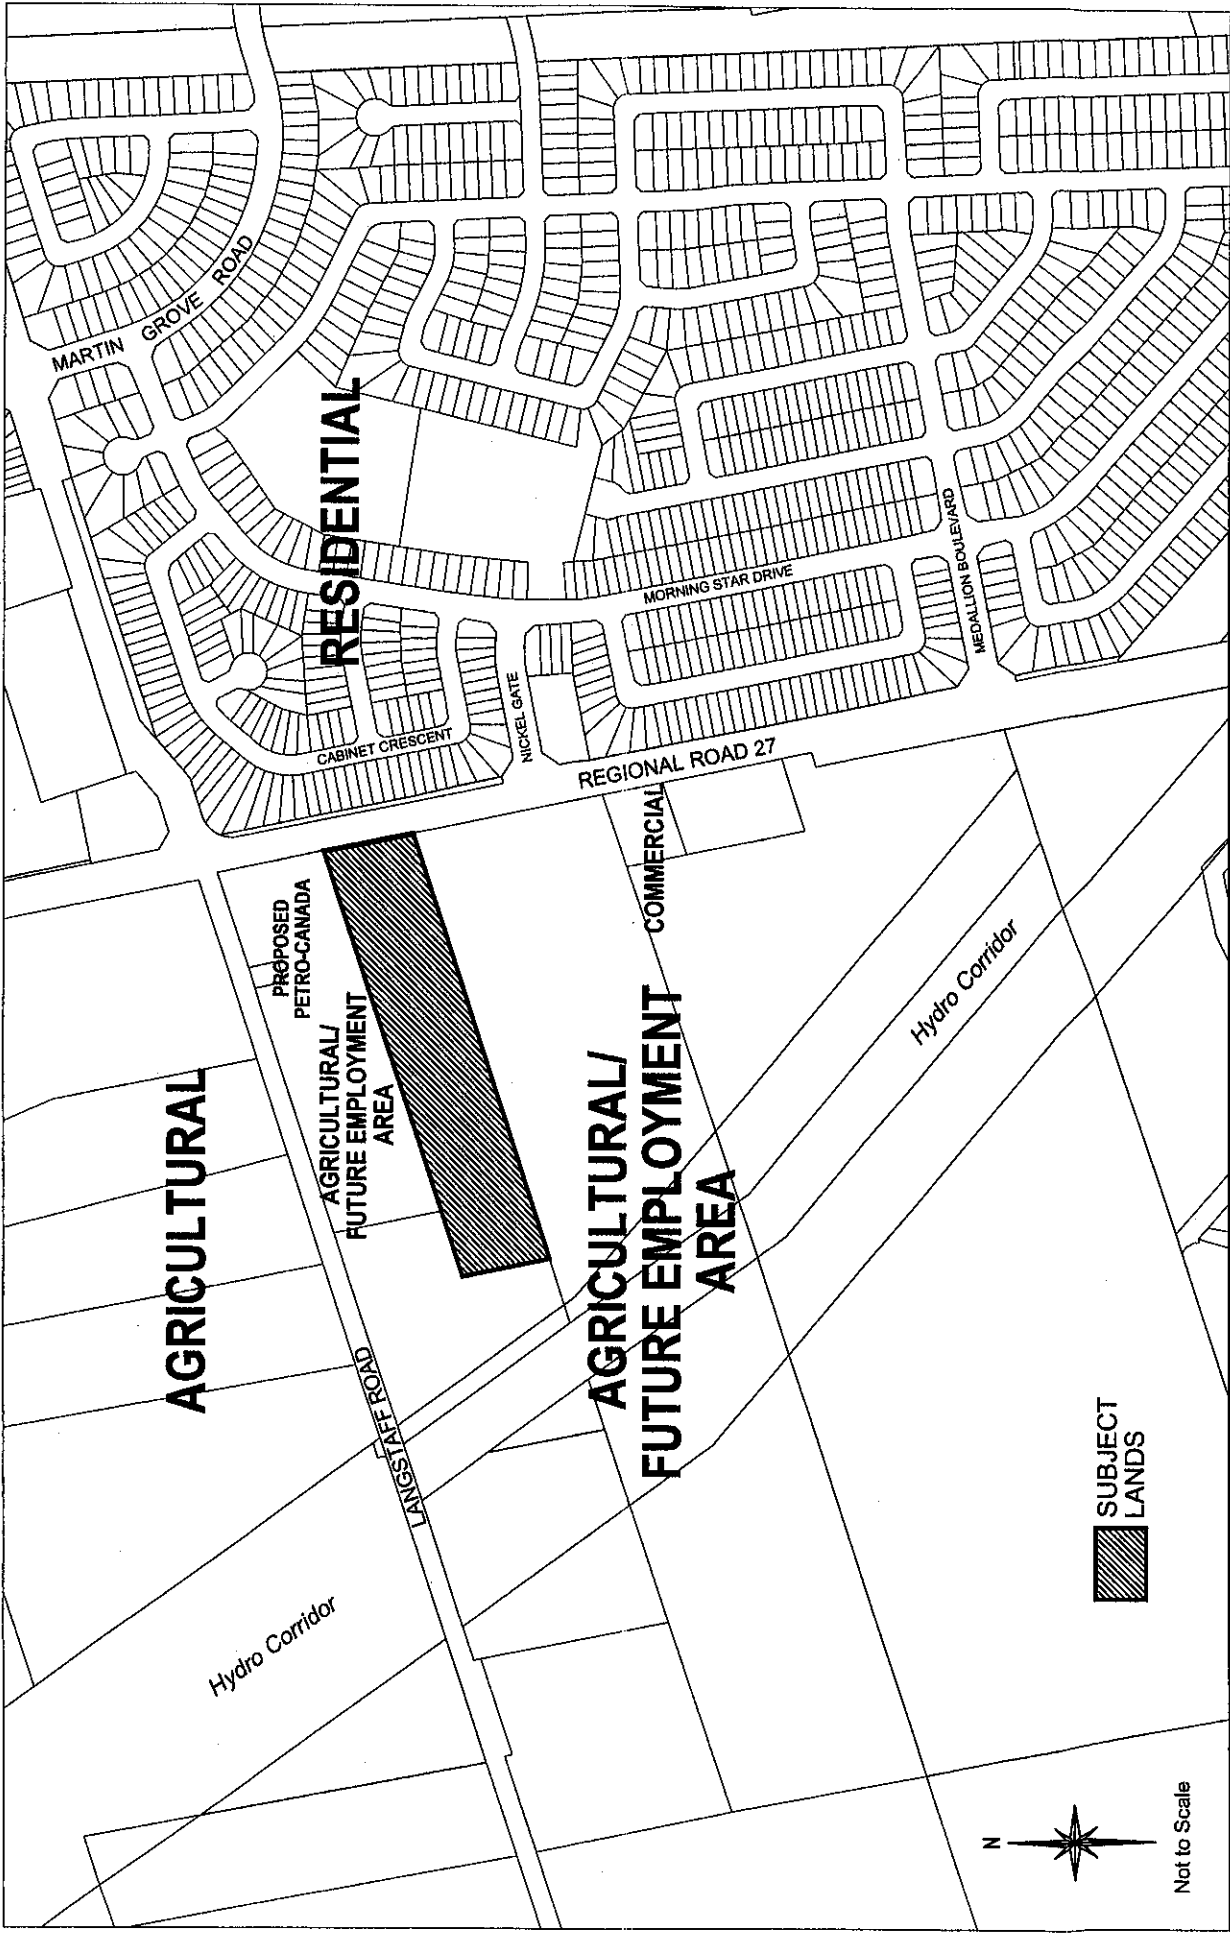 MARTIN GROVE ROAD
RESIDENTIAL
CABINET CRESCENT
NICKEL GATE
MORNING STAR DRIVE
MEDALLION BOULEVARD
REGIONAL ROAD 27
COMMERCIAL
PROPOSED
PETRO-CANADA
AGRICULTURAL/
FUTURE EMPLOYMENT
AREA
AGRICULTURAL
LANGSTAFF ROAD
AGRICULTURAL/
FUTURE EMPLOYMENT
AREA
Hydro Corridor
Hydro Corridor
SUBJECT
LANDS
N
Not to Scale